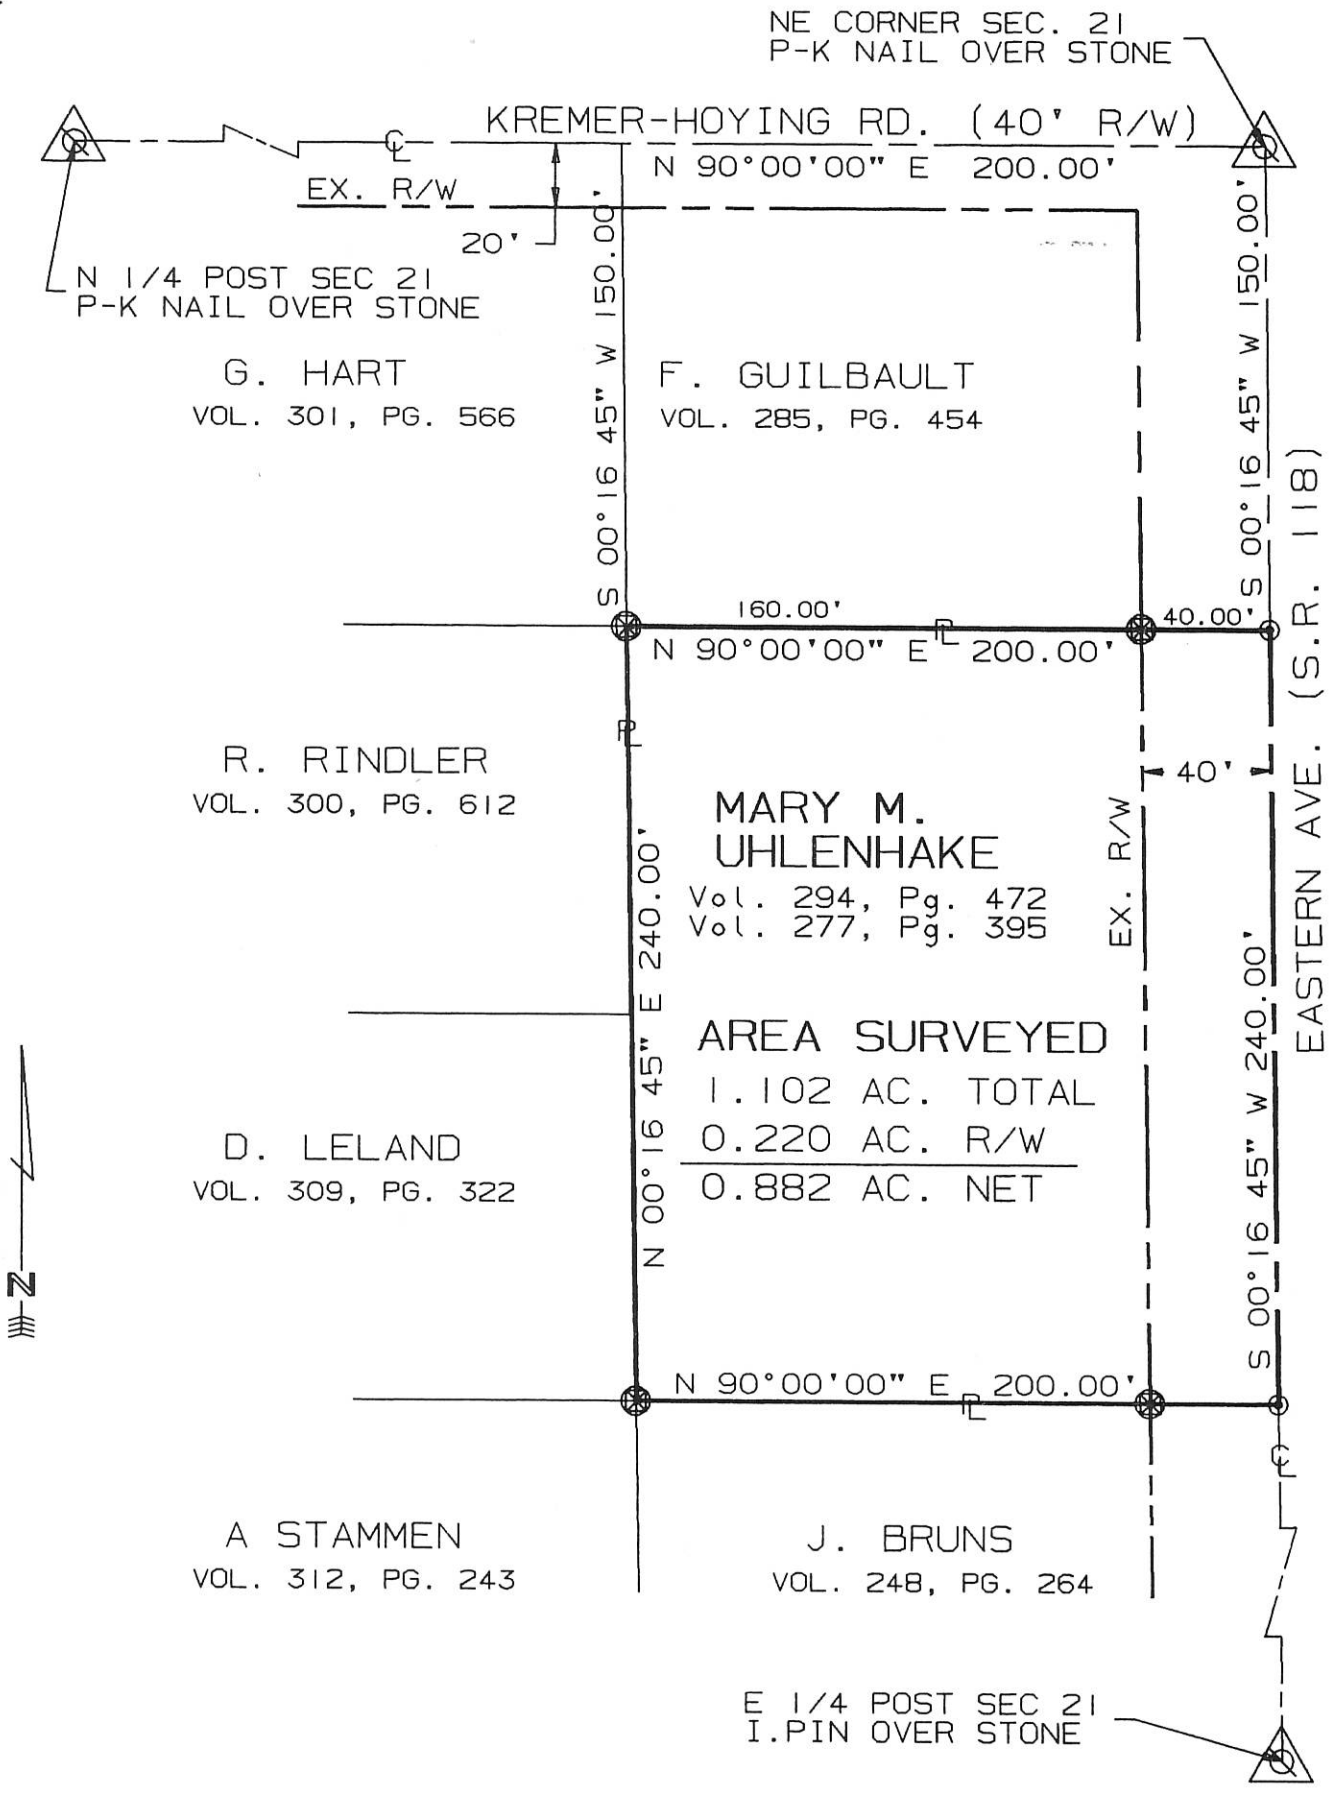 NE CORNER SEC. 21
P-K NAIL OVER STONE
KREMER-HOYING RD. (40' R/W)
CL
N 90°00'00" E 200.00'
EX. R/W
20'
N 1/4 POST SEC 21
P-K NAIL OVER STONE
S 00°16'45" W 150.00'
S 00°16'45" W 150.00'
G. HART
VOL. 301, PG. 566
F. GUILBAULT
VOL. 285, PG. 454
160.00'
40.00'
PL
N 90°00'00" E 200.00'
EASTERN AVE. (S.R. 118)
PL
R. RINDLER
VOL. 300, PG. 612
40'
MARY M.
UHLENHAKE
Vol. 294, Pg. 472
Vol. 277, Pg. 395
EX. R/W
N 00°16'45" E 240.00'
S 00°16'45" W 240.00'
AREA SURVEYED
1.102 AC. TOTAL
0.220 AC. R/W
0.882 AC. NET
D. LELAND
VOL. 309, PG. 322
N
N 90°00'00" E 200.00'
PL
CL
A STAMMEN
VOL. 312, PG. 243
J. BRUNS
VOL. 248, PG. 264
E 1/4 POST SEC 21
I.PIN OVER STONE